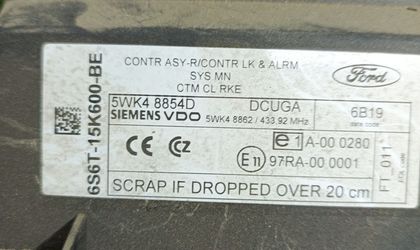 CONTR ASY-R/CONTR LK & ALRM
SYS MN
CTM CL RKE
Ford
6S6T-15K600-BE
5WK4 8854D
DCUGA
6B19
SIEMENS VDO
5WK4 8862 / 433.92 MHz
CE
CZ
e1 A-00 0280
E11 97RA-00 0001
FT_011
SCRAP IF DROPPED OVER 20 cm